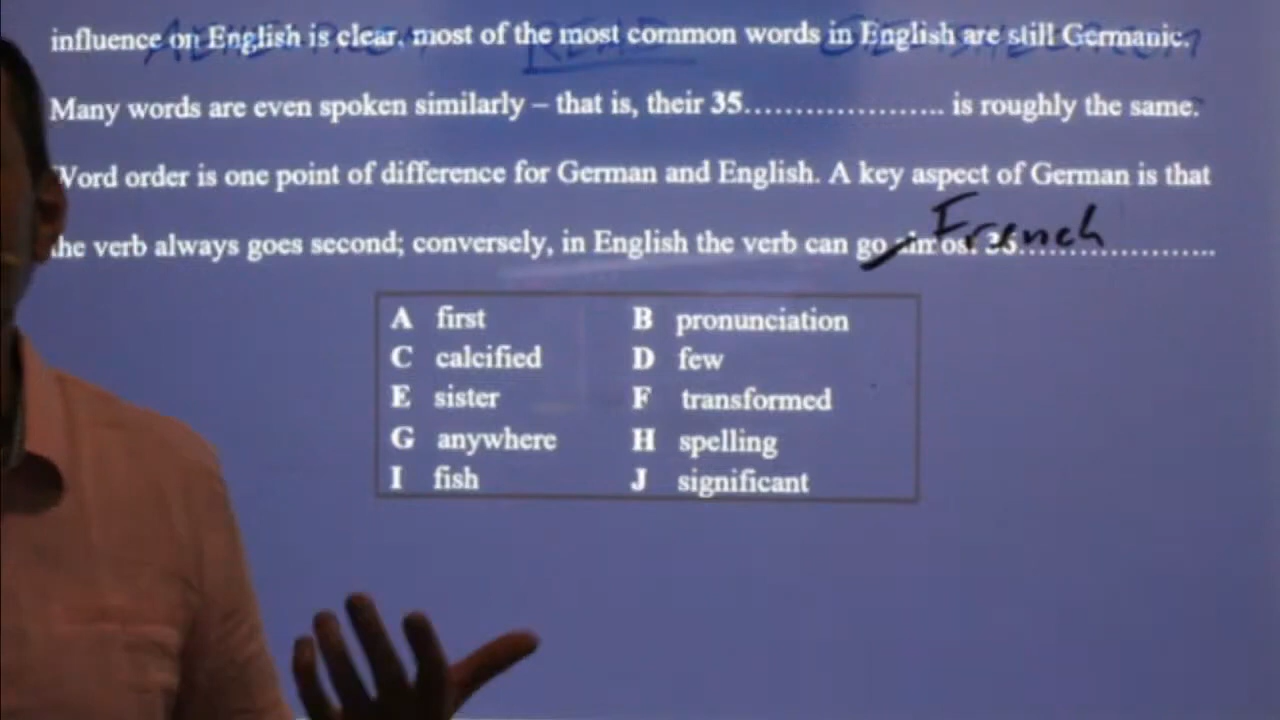 influence on English is clear, most of the most common words in English are still Germanic.
READ
Many words are even spoken similarly – that is, their 35.................... is roughly the same.
Word order is one point of difference for German and English. A key aspect of German is that
French
the verb always goes second; conversely, in English the verb can go almost 36....................
A first B pronunciation
C calcified D few
E sister F transformed
G anywhere H spelling
I fish J significant